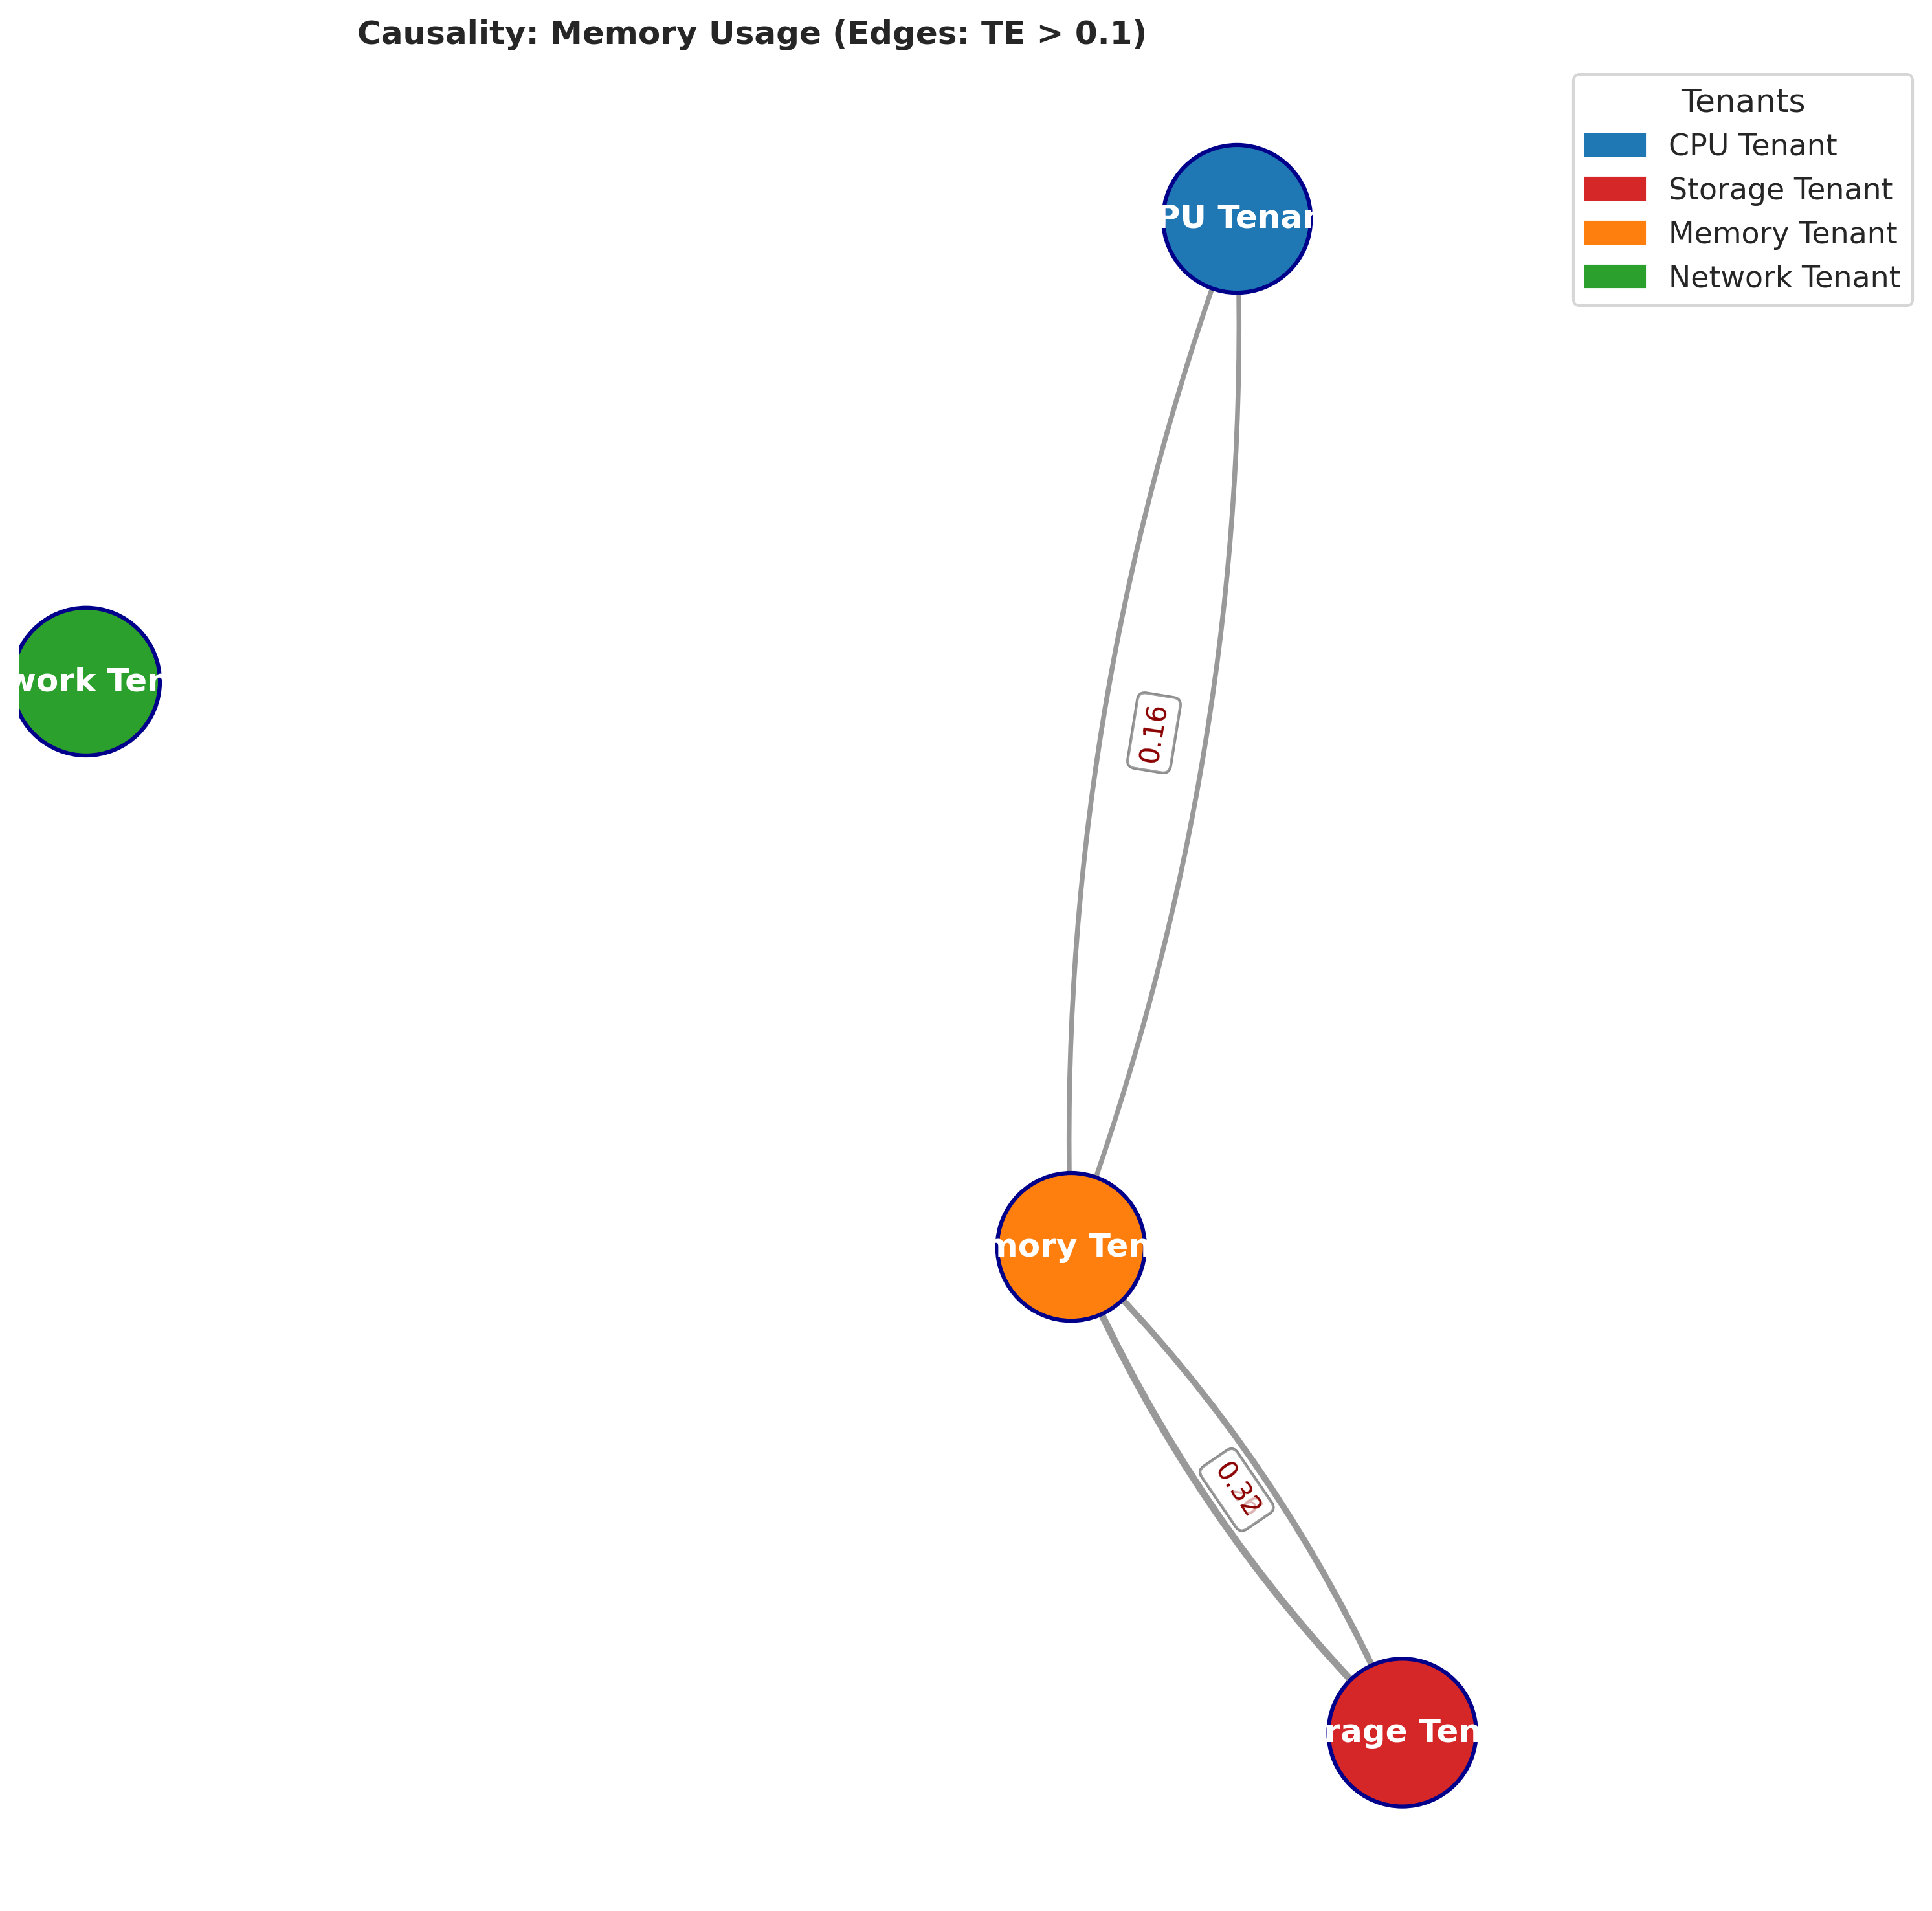 Causality: Memory Usage (Edges: TE > 0.1)
Tenants
CPU Tenant
Storage Tenant
Memory Tenant
Network Tenant
PU Tenan
work Ten
0.16
mory Ten
0.32
rage Ten